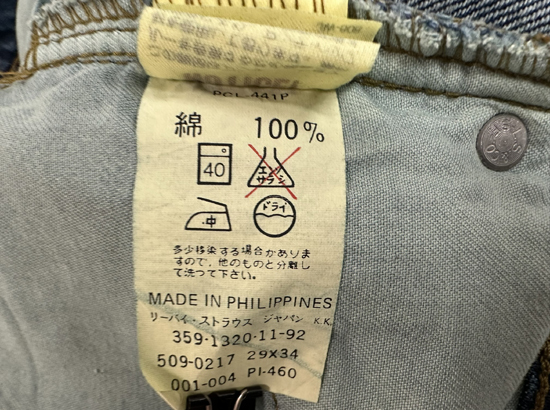 PCL 441P
綿 100%
40
エンソ
サラシ
中
ドライ
多少移染する場合がありま
すので、他のものと分離し
て洗って下さい。
MADE IN PHILIPPINES
リーバイ・ストラウス ジャパン K.K.
359-1320-11-92
509-0217 29X34
001-004 PI-460